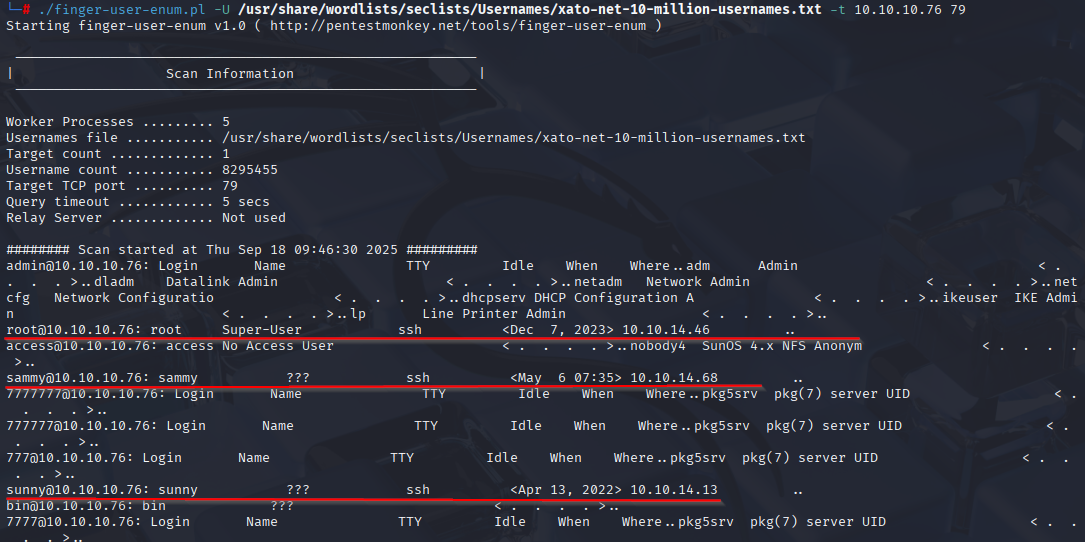 └─# ./finger-user-enum.pl -U /usr/share/wordlists/seclists/Usernames/xato-net-10-million-usernames.txt -t 10.10.10.76 79
Starting finger-user-enum v1.0 ( http://pentestmonkey.net/tools/finger-user-enum )
|                   Scan Information                       |
Worker Processes ......... 5
Usernames file ........... /usr/share/wordlists/seclists/Usernames/xato-net-10-million-usernames.txt
Target count ............. 1
Username count ........... 8295455
Target TCP port .......... 79
Query timeout ............ 5 secs
Relay Server ............. Not used
######## Scan started at Thu Sep 18 09:46:30 2025 #########
admin@10.10.10.76: Login       Name               TTY         Idle    When    Where..adm      Admin                              < .
 .  .  . >..dladm    Datalink Admin                     < .  .  .  . >..netadm   Network Admin                      < .  .  .  . >..net
cfg   Network Configuratio               < .  .  .  . >..dhcpserv DHCP Configuration A               < .  .  .  . >..ikeuser  IKE Admi
n                          < .  .  .  . >..lp       Line Printer Admin                 < .  .  .  . >..
root@10.10.10.76: root     Super-User            ssh          <Dec  7, 2023> 10.10.14.46         ..
access@10.10.10.76: access No Access User                     < .  .  .  . >..nobody4  SunOS 4.x NFS Anonym               < .  .  .  .
 >..
sammy@10.10.10.76: sammy           ???            ssh          <May  6 07:35> 10.10.14.68         ..
7777777@10.10.10.76: Login       Name               TTY         Idle    When    Where..pkg5srv  pkg(7) server UID                  < .
 .  .  . >..
777777@10.10.10.76: Login       Name               TTY         Idle    When    Where..pkg5srv  pkg(7) server UID                  < .
 .  .  . >..
777@10.10.10.76: Login       Name               TTY         Idle    When    Where..pkg5srv  pkg(7) server UID                  < .  .
 .  . >..
sunny@10.10.10.76: sunny           ???            ssh          <Apr 13, 2022> 10.10.14.13         ..
bin@10.10.10.76: bin             ???                         < .  .  .  . >..
7777@10.10.10.76: Login       Name               TTY         Idle    When    Where..pkg5srv  pkg(7) server UID                  < .  .
 .  . >..